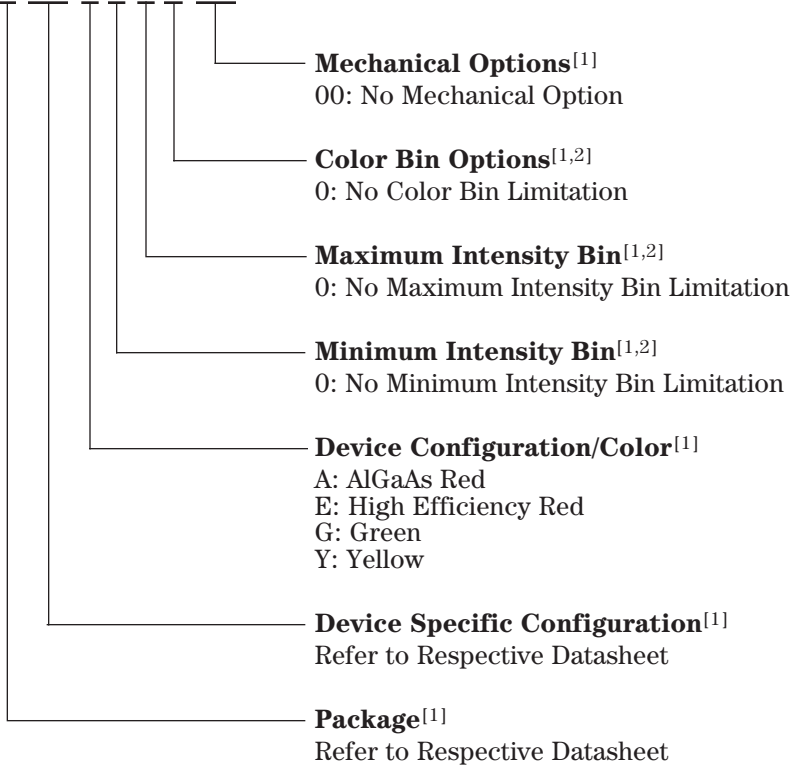 Mechanical Options[1]
00: No Mechanical Option
Color Bin Options[1,2]
0: No Color Bin Limitation
Maximum Intensity Bin[1,2]
0: No Maximum Intensity Bin Limitation
Minimum Intensity Bin[1,2]
0: No Minimum Intensity Bin Limitation
Device Configuration/Color[1]
A: AlGaAs Red
E: High Efficiency Red
G: Green
Y: Yellow
Device Specific Configuration[1]
Refer to Respective Datasheet
Package[1]
Refer to Respective Datasheet